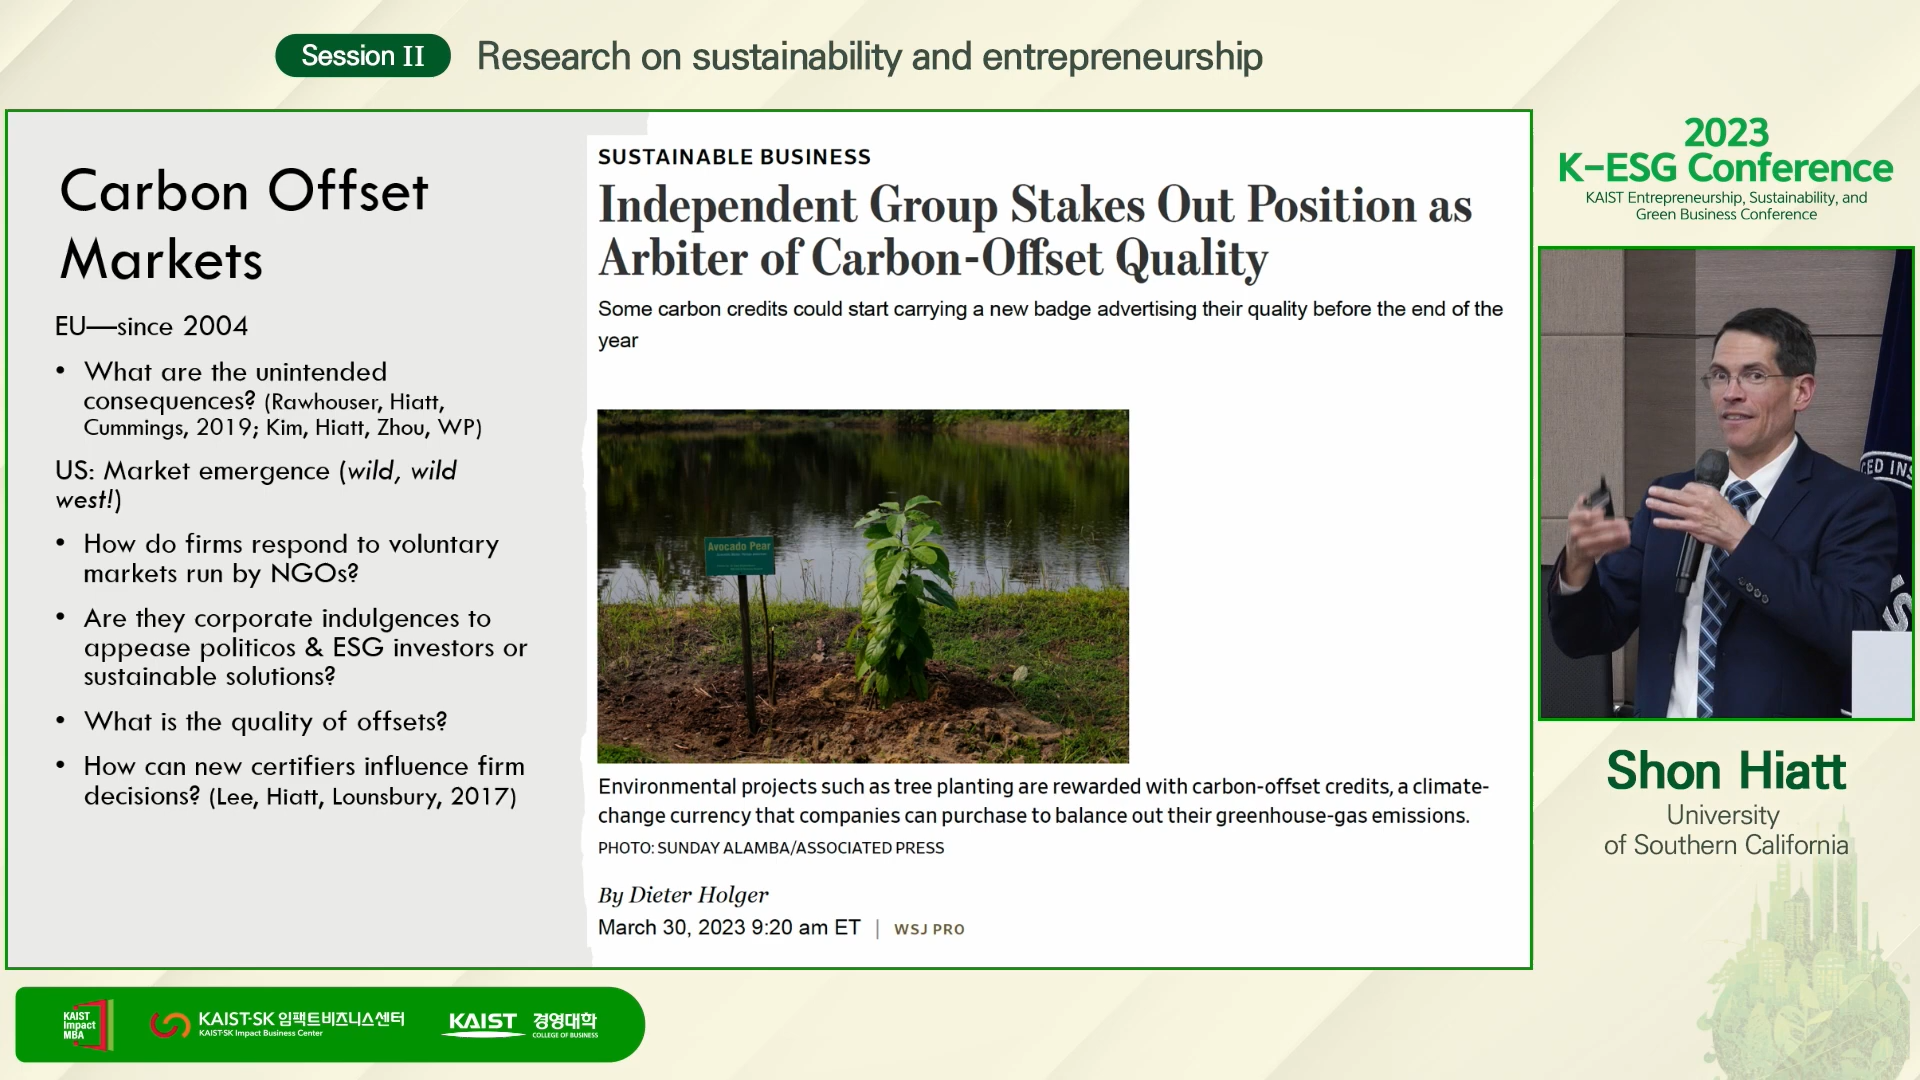 Session II
Research on sustainability and entrepreneurship
Carbon Offset
Markets
EU—since 2004
• What are the unintended
consequences? (Rawhouser, Hiatt,
Cummings, 2019; Kim, Hiatt, Zhou, WP)
US: Market emergence (wild, wild
west!)
• How do firms respond to voluntary
markets run by NGOs?
• Are they corporate indulgences to
appease politicos & ESG investors or
sustainable solutions?
• What is the quality of offsets?
• How can new certifiers influence firm
decisions? (Lee, Hiatt, Lounsbury, 2017)
SUSTAINABLE BUSINESS
Independent Group Stakes Out Position as
Arbiter of Carbon-Offset Quality
Some carbon credits could start carrying a new badge advertising their quality before the end of the
year
Avocado Pear
Environmental projects such as tree planting are rewarded with carbon-offset credits, a climate-
change currency that companies can purchase to balance out their greenhouse-gas emissions.
PHOTO: SUNDAY ALAMBA/ASSOCIATED PRESS
By Dieter Holger
March 30, 2023 9:20 am ET | WSJ PRO
2023
K-ESG Conference
KAIST Entrepreneurship, Sustainability, and
Green Business Conference
CED INS
Shon Hiatt
University
of Southern California
KAIST
Impact
MBA
KAIST-SK 임팩트비즈니스센터
KAIST-SK Impact Business Center
KAIST 경영대학
COLLEGE OF BUSINESS